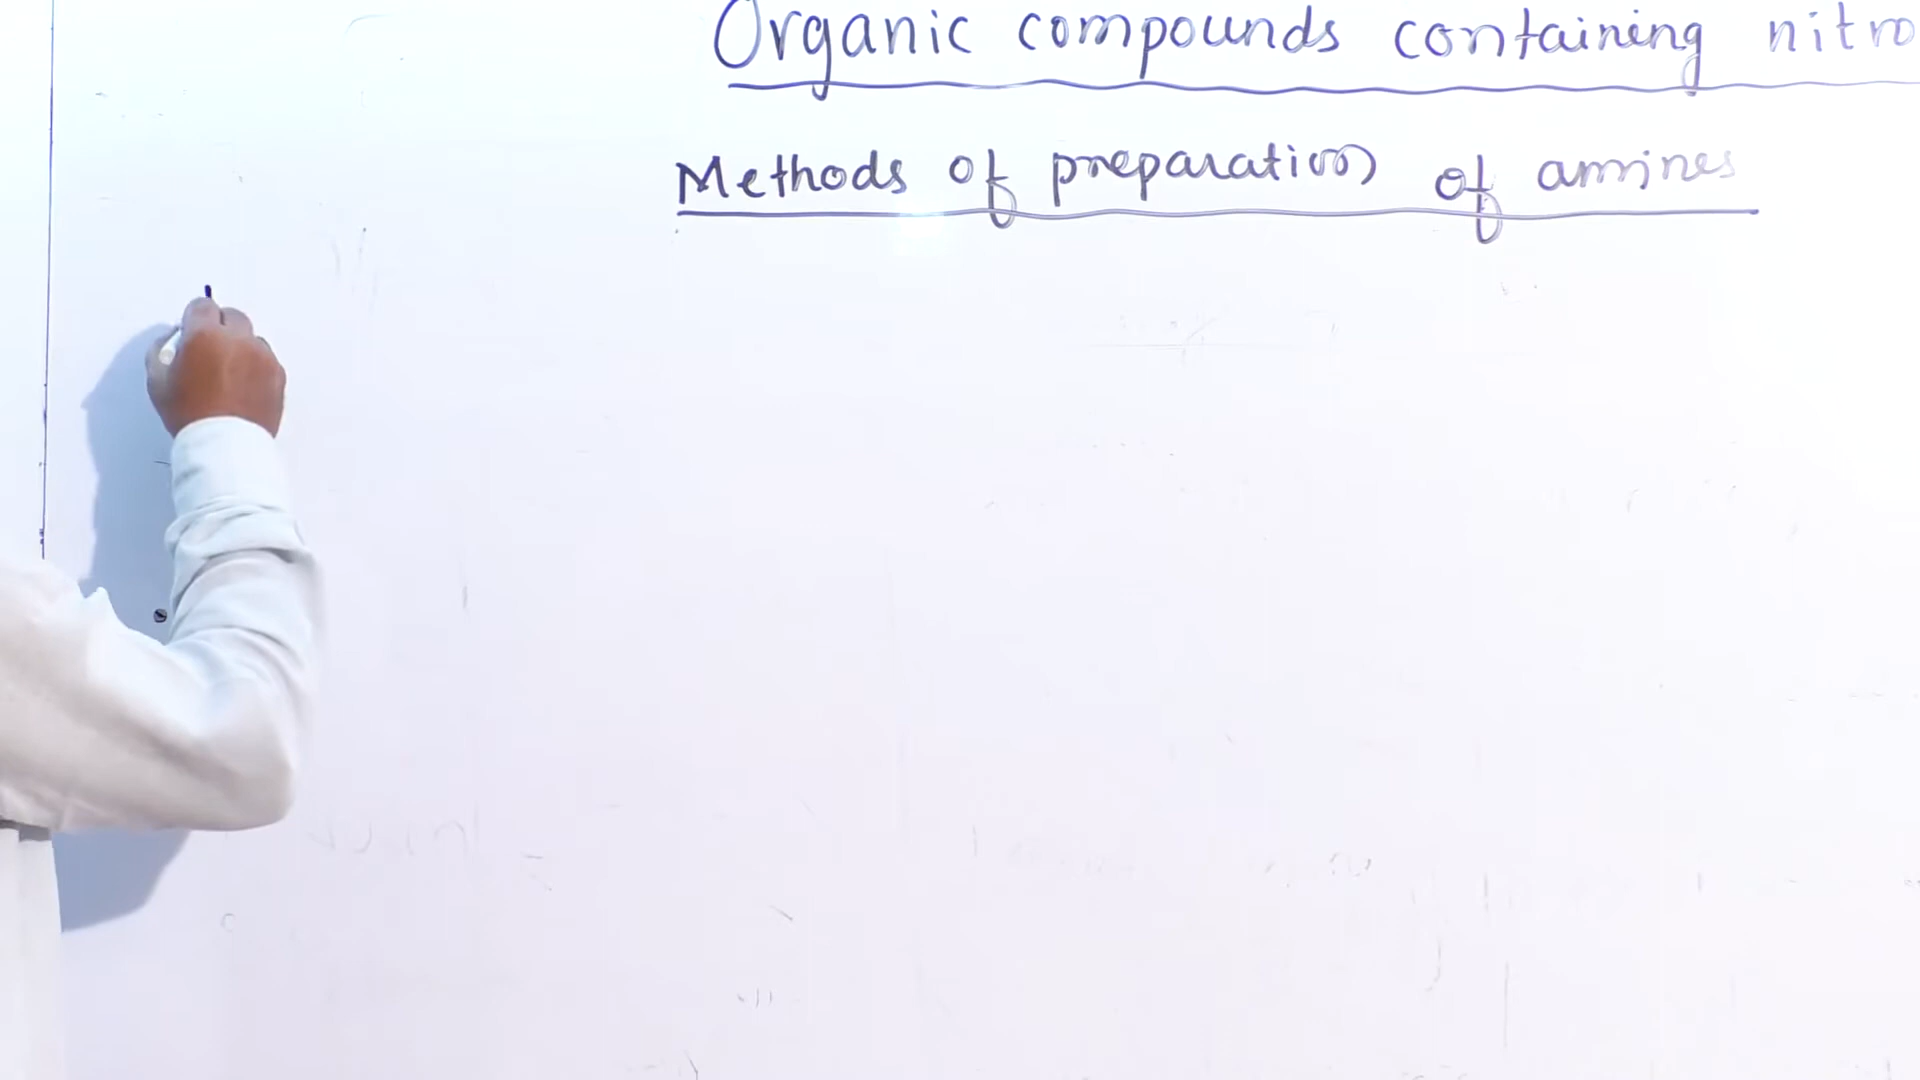 Organic compounds containing nitro
Methods of preparation of amines